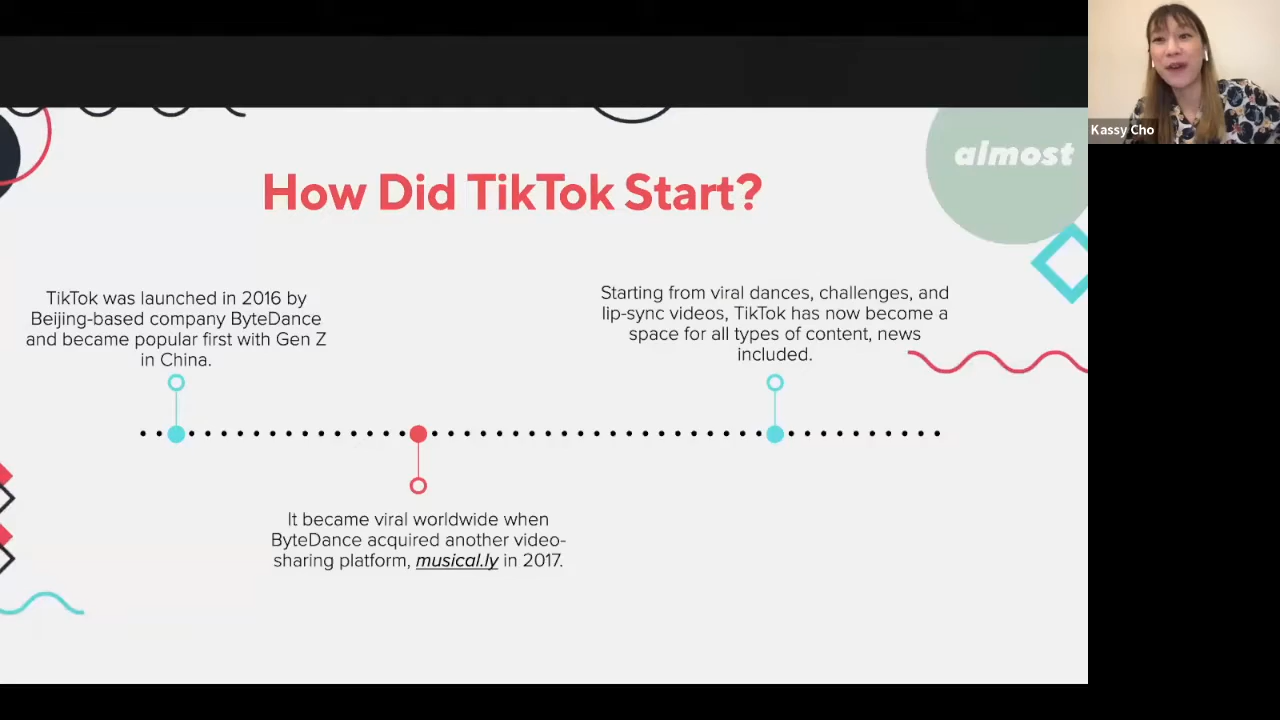 Kassy Cho
almost
How Did TikTok Start?
TikTok was launched in 2016 by
Beijing-based company ByteDance
and became popular first with Gen Z
in China.
Starting from viral dances, challenges, and
lip-sync videos, TikTok has now become a
space for all types of content, news
included.
It became viral worldwide when
ByteDance acquired another video-
sharing platform, musical.ly in 2017.